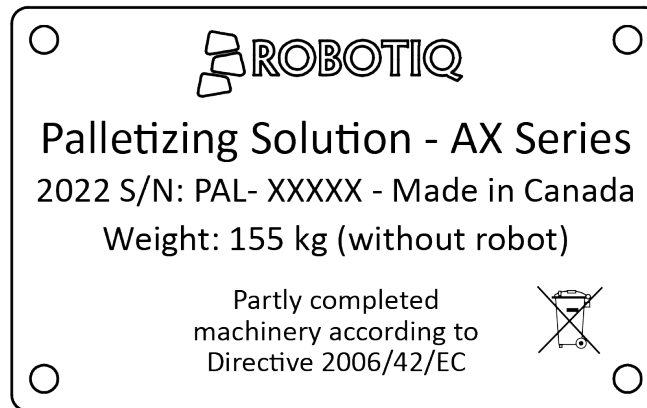 ROBOTIQ
Palletizing Solution - AX Series
2022 S/N: PAL- XXXXX - Made in Canada
Weight: 155 kg (without robot)
Partly completed
machinery according to
Directive 2006/42/EC